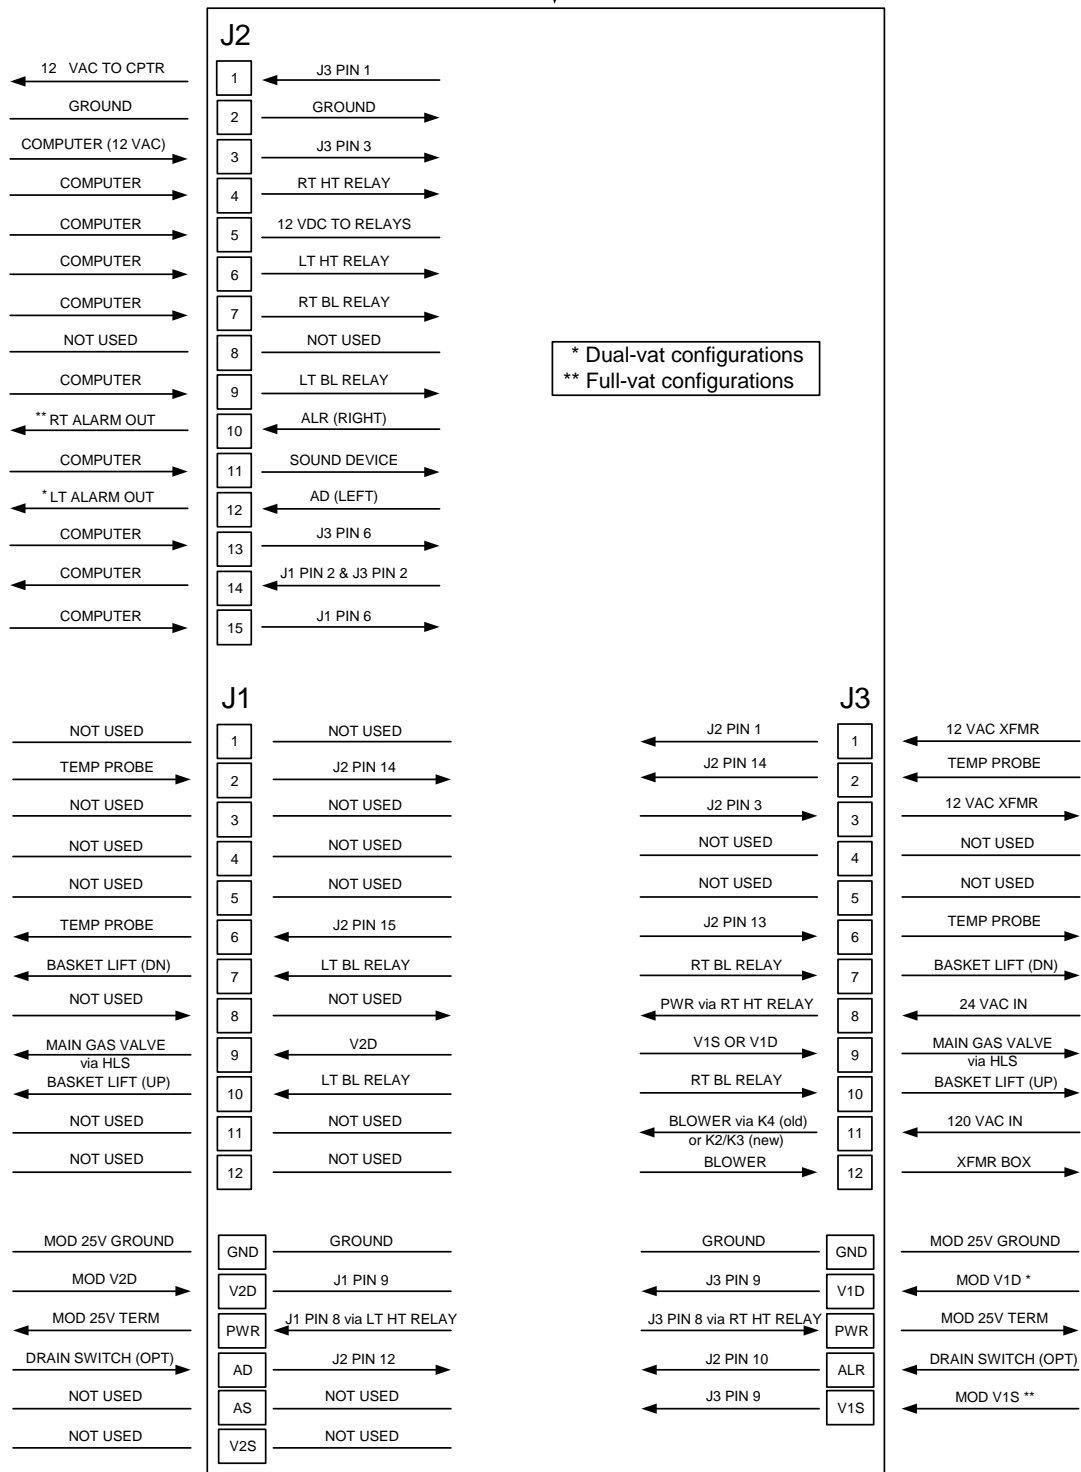 J2
12 VAC TO CPTR 1 J3 PIN 1
GROUND 2 GROUND
COMPUTER (12 VAC) 3 J3 PIN 3
COMPUTER 4 RT HT RELAY
COMPUTER 5 12 VDC TO RELAYS
COMPUTER 6 LT HT RELAY
COMPUTER 7 RT BL RELAY
NOT USED 8 NOT USED
* Dual-vat configurations
** Full-vat configurations
COMPUTER 9 LT BL RELAY
** RT ALARM OUT 10 ALR (RIGHT)
COMPUTER 11 SOUND DEVICE
* LT ALARM OUT 12 AD (LEFT)
COMPUTER 13 J3 PIN 6
COMPUTER 14 J1 PIN 2 & J3 PIN 2
COMPUTER 15 J1 PIN 6
J1
NOT USED 1 NOT USED
TEMP PROBE 2 J2 PIN 14
NOT USED 3 NOT USED
NOT USED 4 NOT USED
NOT USED 5 NOT USED
TEMP PROBE 6 J2 PIN 15
BASKET LIFT (DN) 7 LT BL RELAY
NOT USED 8 NOT USED
MAIN GAS VALVE 9 V2D
via HLS
BASKET LIFT (UP) 10 LT BL RELAY
NOT USED 11 NOT USED
NOT USED 12 NOT USED
MOD 25V GROUND GND GROUND
MOD V2D V2D J1 PIN 9
MOD 25V TERM PWR J1 PIN 8 via LT HT RELAY
DRAIN SWITCH (OPT) AD J2 PIN 12
NOT USED AS NOT USED
NOT USED V2S NOT USED
J3
J2 PIN 1 1 12 VAC XFMR
J2 PIN 14 2 TEMP PROBE
J2 PIN 3 3 12 VAC XFMR
NOT USED 4 NOT USED
NOT USED 5 NOT USED
J2 PIN 13 6 TEMP PROBE
RT BL RELAY 7 BASKET LIFT (DN)
PWR via RT HT RELAY 8 24 VAC IN
V1S OR V1D 9 MAIN GAS VALVE
via HLS
RT BL RELAY 10 BASKET LIFT (UP)
BLOWER via K4 (old) 11 120 VAC IN
or K2/K3 (new)
BLOWER 12 XFMR BOX
GROUND GND MOD 25V GROUND
J3 PIN 9 V1D MOD V1D *
J3 PIN 8 via RT HT RELAY PWR MOD 25V TERM
J2 PIN 10 ALR DRAIN SWITCH (OPT)
J3 PIN 9 V1S MOD V1S **